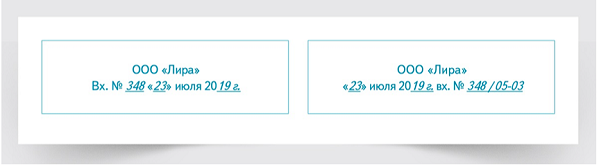 ООО «Лира»
Вх. № 348 «23» июля 2019 г.
ООО «Лира»
«23» июля 2019 г. вх. № 348 / 05-03